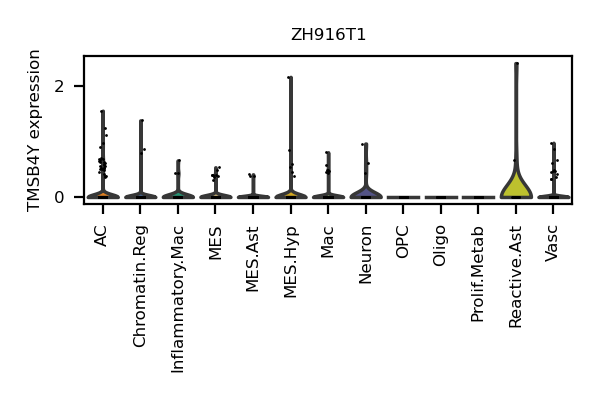 ZH916T1
TMSB4Y expression
2
0
AC
Chromatin.Reg
Inflammatory.Mac
MES
MES.Ast
MES.Hyp
Mac
Neuron
OPC
Oligo
Prolif.Metab
Reactive.Ast
Vasc